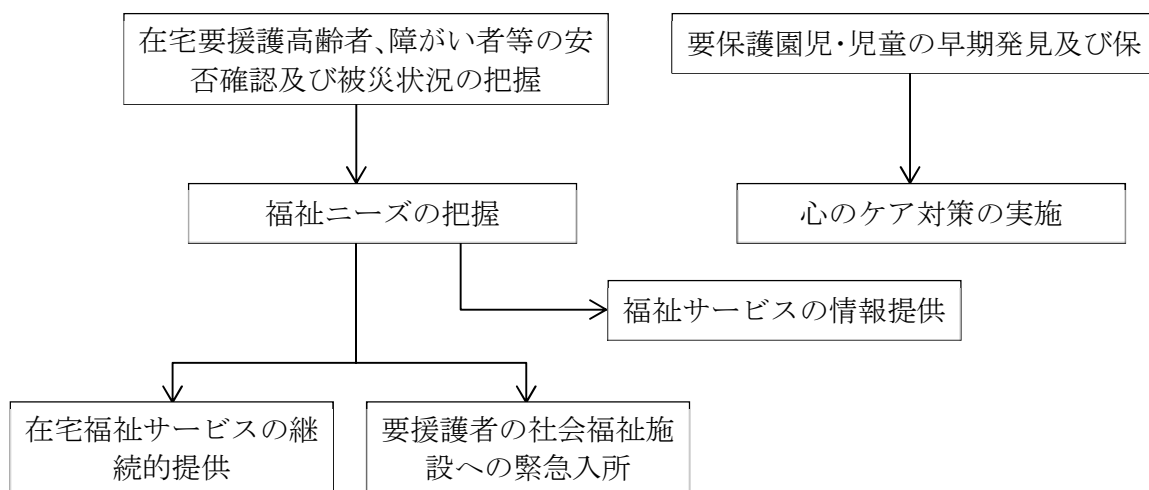 在宅要援護高齢者、障がい者等の安
否確認及び被災状況の把握
要保護園児・児童の早期発見及び保
福祉ニーズの把握
心のケア対策の実施
福祉サービスの情報提供
在宅福祉サービスの継
続的提供
要援護者の社会福祉施
設への緊急入所